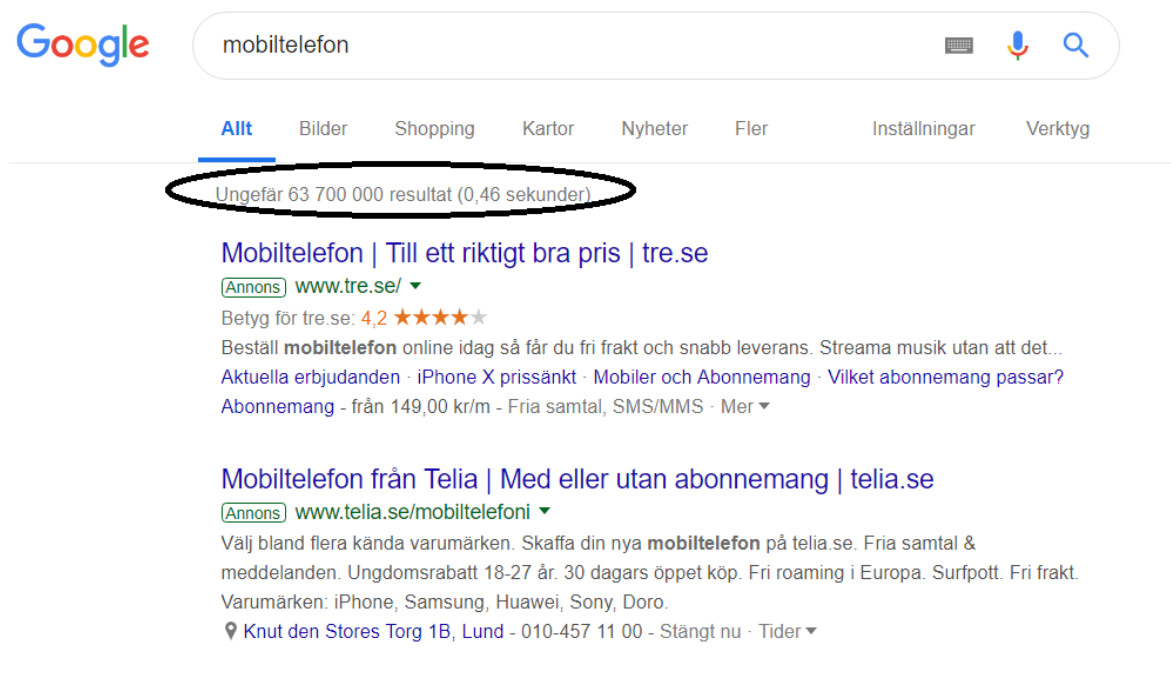 Google mobiltelefon
Allt Bilder Shopping Kartor Nyheter Fler Inställningar Verktyg
Ungefär 63 700 000 resultat (0,46 sekunder)
Mobiltelefon | Till ett riktigt bra pris | tre.se
Annons www.tre.se/
Betyg för tre.se: 4,2
Beställ mobiltelefon online idag så får du fri frakt och snabb leverans. Streama musik utan att det...
Aktuella erbjudanden · iPhone X prissänkt · Mobiler och Abonnemang · Vilket abonnemang passar?
Abonnemang - från 149,00 kr/m - Fria samtal, SMS/MMS · Mer
Mobiltelefon från Telia | Med eller utan abonnemang | telia.se
Annons www.telia.se/mobiltelefoni
Välj bland flera kända varumärken. Skaffa din nya mobiltelefon på telia.se. Fria samtal &
meddelanden. Ungdomsrabatt 18-27 år. 30 dagars öppet köp. Fri roaming i Europa. Surfpott. Fri frakt.
Varumärken: iPhone, Samsung, Huawei, Sony, Doro.
Knut den Stores Torg 1B, Lund - 010-457 11 00 - Stängt nu · Tider